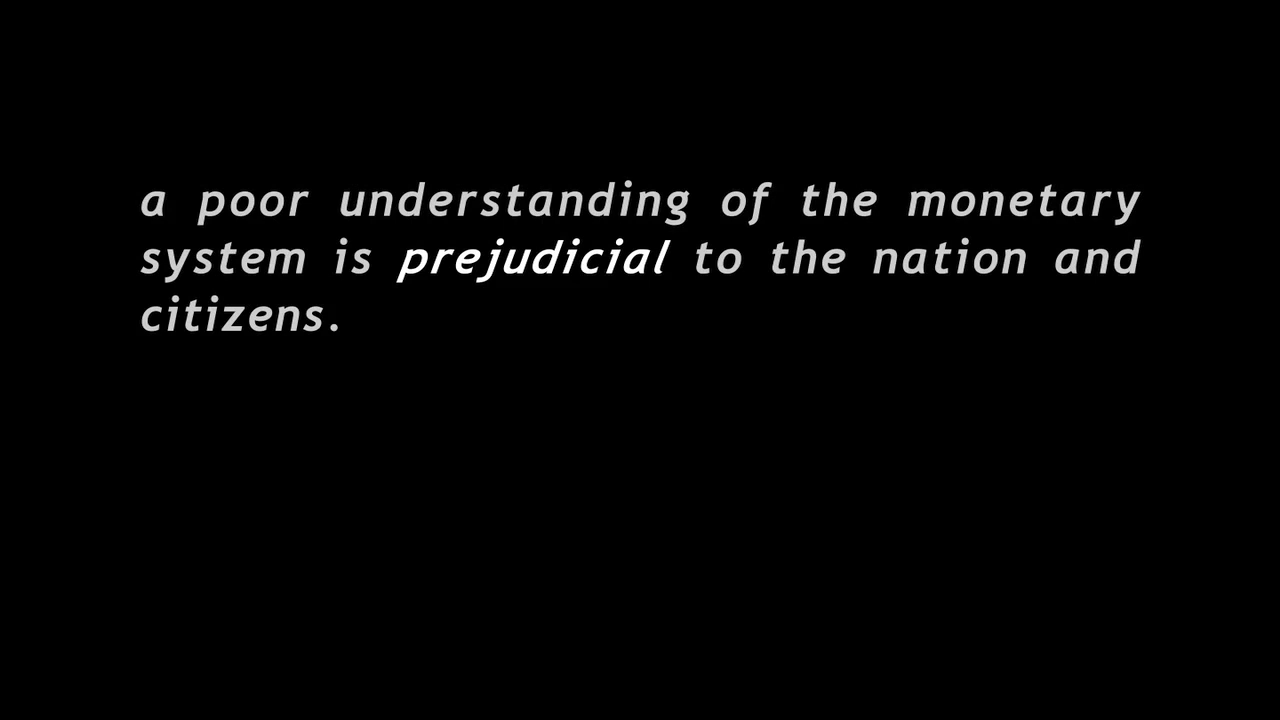 a poor understanding of the monetary
system is prejudicial to the nation and
citizens.